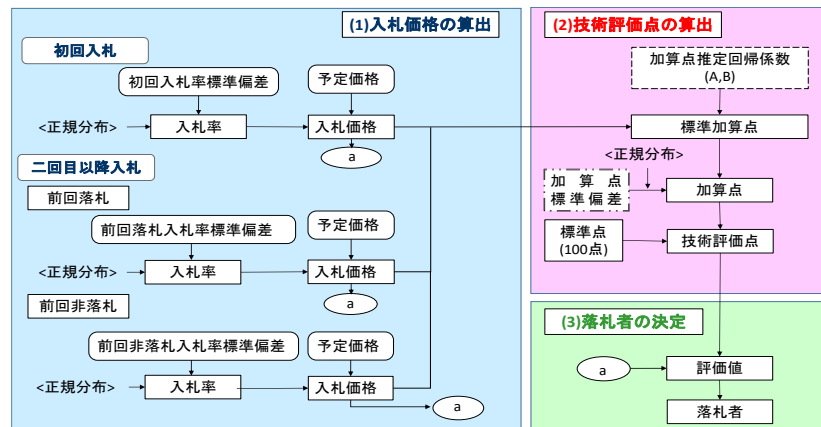 (1)入札価格の算出
初回入札
初回入札率標準偏差
予定価格
<正規分布>
入札率
入札価格
a
二回目以降入札
前回落札
前回落札入札率標準偏差
予定価格
<正規分布>
入札率
入札価格
a
前回非落札
前回非落札入札率標準偏差
予定価格
<正規分布>
入札率
入札価格
a
(2)技術評価点の算出
加算点推定回帰係数
(A,B)
標準加算点
<正規分布>
加算点
標準偏差
加算点
標準点
(100点)
技術評価点
(3)落札者の決定
a
評価値
落札者